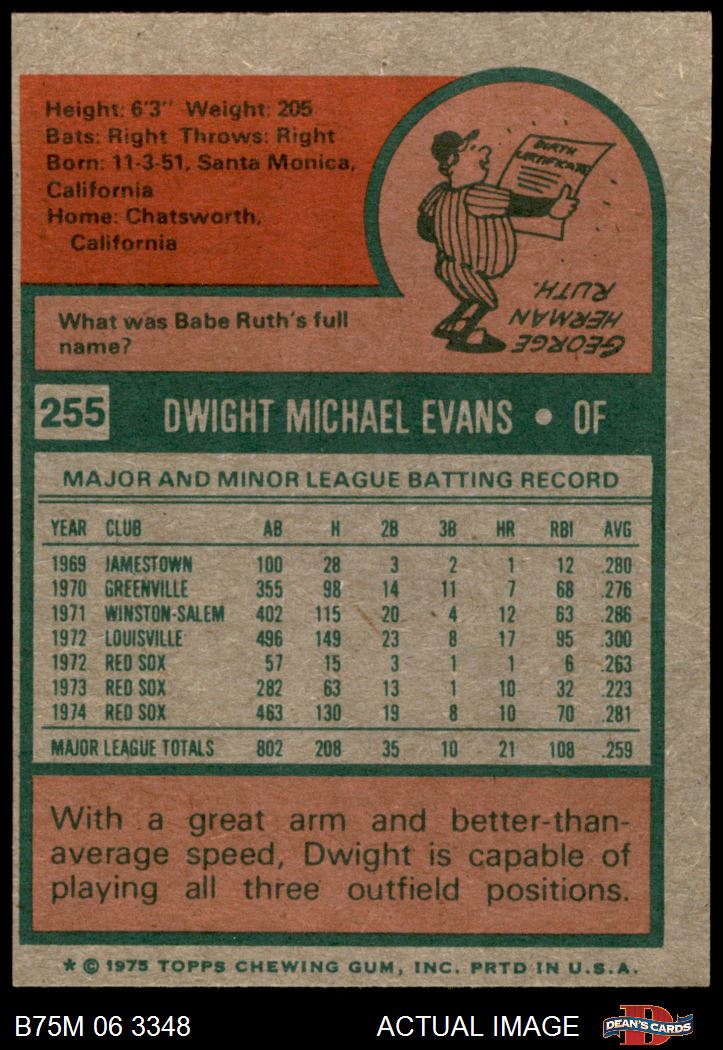 Height: 6'3" Weight: 205
Bats: Right Throws: Right
Born: 11-3-51, Santa Monica,
California
Home: Chatsworth,
California
BIRTH
CERTIFICATE
What was Babe Ruth's full
name?
GEORGE
HERMAN
RUTH.
255 DWIGHT MICHAEL EVANS • OF
MAJOR AND MINOR LEAGUE BATTING RECORD
YEAR CLUB AB H 2B 3B HR RBI AVG
1969 JAMESTOWN 100 28 3 2 1 12 .280
1970 GREENVILLE 355 98 14 11 7 68 .276
1971 WINSTON-SALEM 402 115 20 4 12 63 .286
1972 LOUISVILLE 496 149 23 8 17 95 .300
1972 RED SOX 57 15 3 1 1 6 .263
1973 RED SOX 282 63 13 1 10 32 .223
1974 RED SOX 463 130 19 8 10 70 .281
MAJOR LEAGUE TOTALS 802 208 35 10 21 108 .259
With a great arm and better-than-
average speed, Dwight is capable of
playing all three outfield positions.
* © 1975 TOPPS CHEWING GUM, INC. PRTD IN U.S.A.
B75M 06 3348 ACTUAL IMAGE D DEAN'S CARDS